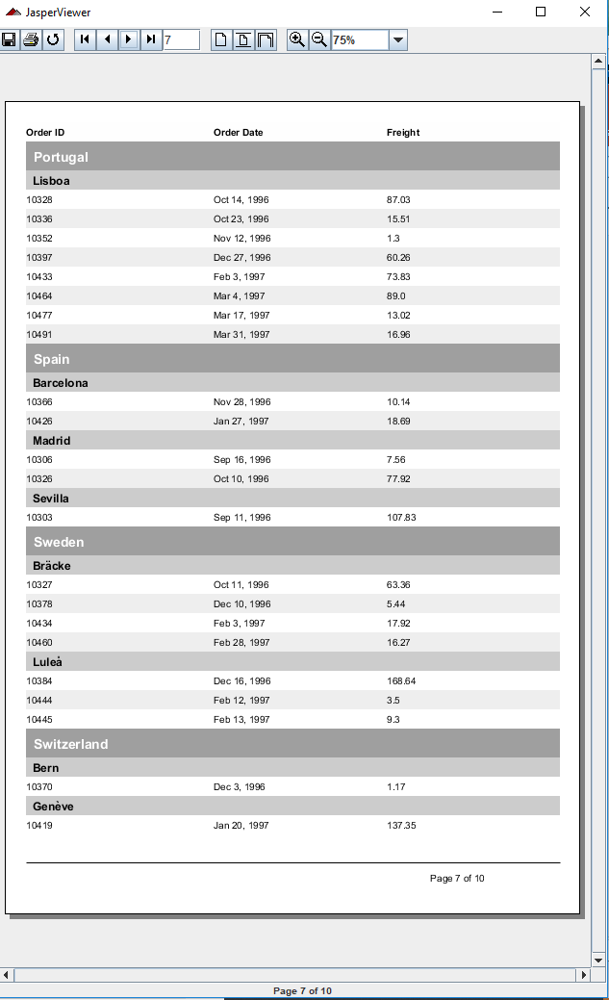 JasperViewer
7 75%
Order ID Order Date Freight
Portugal
Lisboa
10328 Oct 14, 1996 87.03
10336 Oct 23, 1996 15.51
10352 Nov 12, 1996 1.3
10397 Dec 27, 1996 60.26
10433 Feb 3, 1997 73.83
10464 Mar 4, 1997 89.0
10477 Mar 17, 1997 13.02
10491 Mar 31, 1997 16.96
Spain
Barcelona
10366 Nov 28, 1996 10.14
10426 Jan 27, 1997 18.69
Madrid
10306 Sep 16, 1996 7.56
10326 Oct 10, 1996 77.92
Sevilla
10303 Sep 11, 1996 107.83
Sweden
Bräcke
10327 Oct 11, 1996 63.36
10378 Dec 10, 1996 5.44
10434 Feb 3, 1997 17.92
10460 Feb 28, 1997 16.27
Luleå
10384 Dec 16, 1996 168.64
10444 Feb 12, 1997 3.5
10445 Feb 13, 1997 9.3
Switzerland
Bern
10370 Dec 3, 1996 1.17
Genève
10419 Jan 20, 1997 137.35
Page 7 of 10
Page 7 of 10